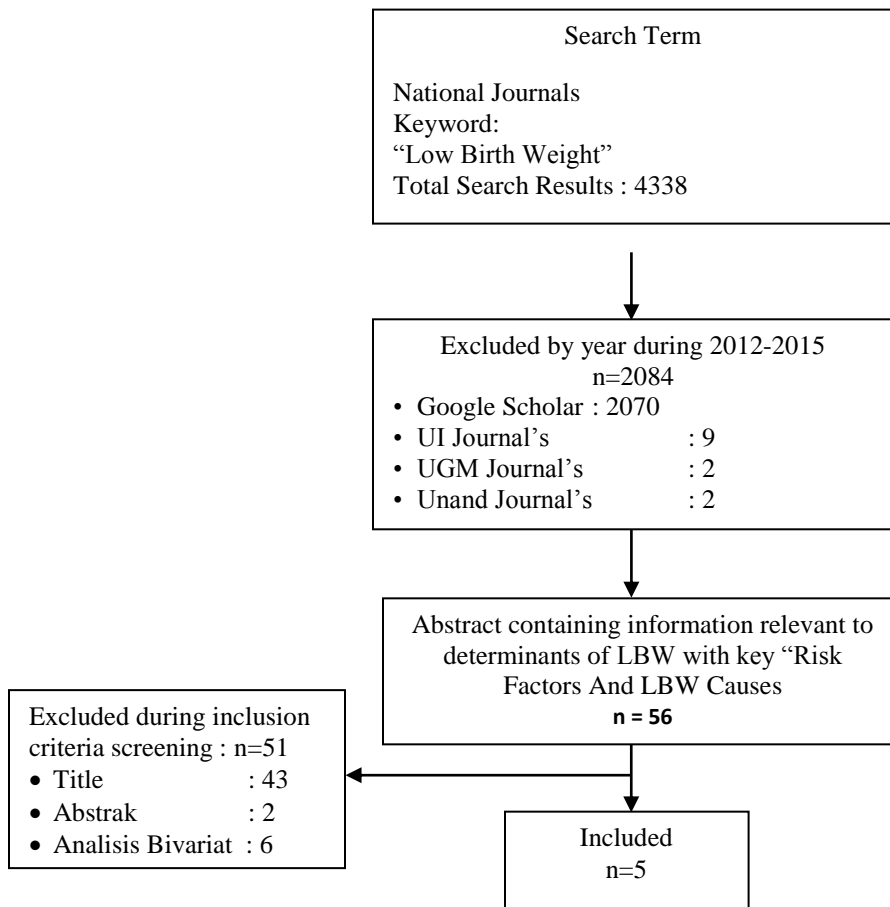 Search Term
National Journals
Keyword:
“Low Birth Weight”
Total Search Results : 4338
Excluded by year during 2012-2015
n=2084
• Google Scholar : 2070
• UI Journal’s : 9
• UGM Journal’s : 2
• Unand Journal’s : 2
Abstract containing information relevant to
determinants of LBW with key “Risk
Factors And LBW Causes
n = 56
Excluded during inclusion
criteria screening : n=51
• Title : 43
• Abstrak : 2
• Analisis Bivariat : 6
Included
n=5